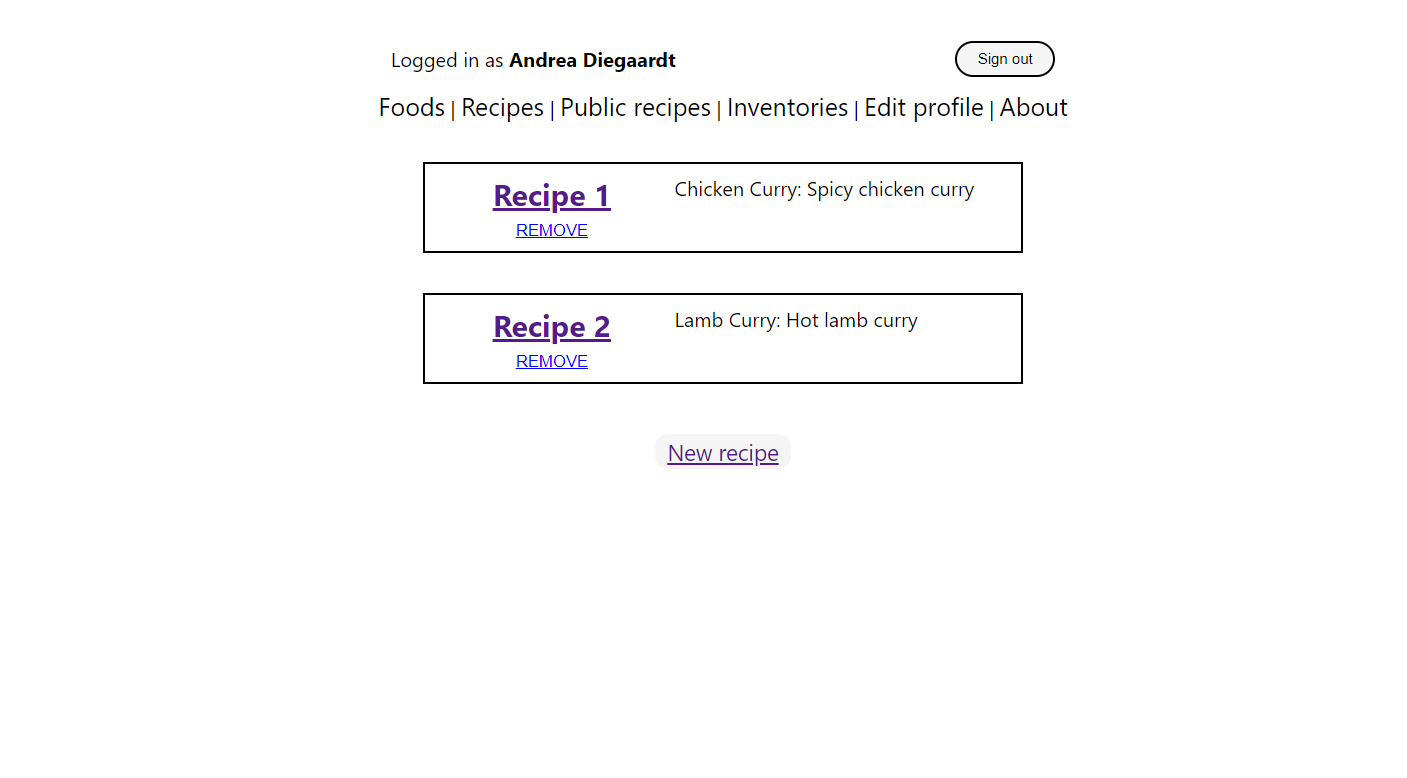 Logged in as Andrea Diegaardt
Sign out
Foods | Recipes | Public recipes | Inventories | Edit profile | About
Recipe 1
REMOVE
Chicken Curry: Spicy chicken curry
Recipe 2
REMOVE
Lamb Curry: Hot lamb curry
New recipe